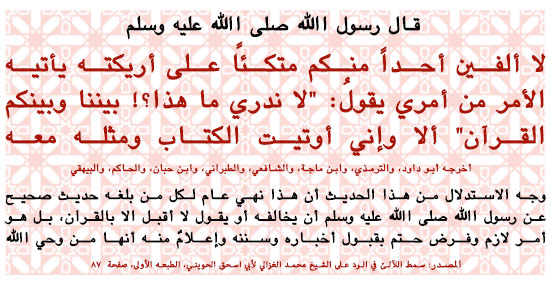 قال رسول الله صلى الله عليه وسلم
لا ألفين أحداً منكم متكئاً على أريكته يأتيه
الأمر من أمري يقولُ: "لا ندري ما هذا؟! بيننا وبينكم
القرآن" ألا وإني أوتيت الكتاب ومثله معه
أخرجه أبو داود، والترمذي، وابن ماجة، والشافعي، والطبراني، وابن حبان، والحاكم، والبيهقي
وجه الاستدلال من هذا الحديث أن هذا نهي عام لكل من بلغه حديث صحيح
عن رسول الله صلى الله عليه وسلم أن يخالفه أو يقول لا أقبل الا بالقرآن، بل هو
أمر لازم وفرض حتم بقبول أخباره وسننه وإعلامٌ منه أنها من وحي الله
المصدر: سمط اللآلئ في الرد على الشيخ محمد الغزالي لأبي اسحق الحويني، الطبعه الأولى، صفحة ٨٧